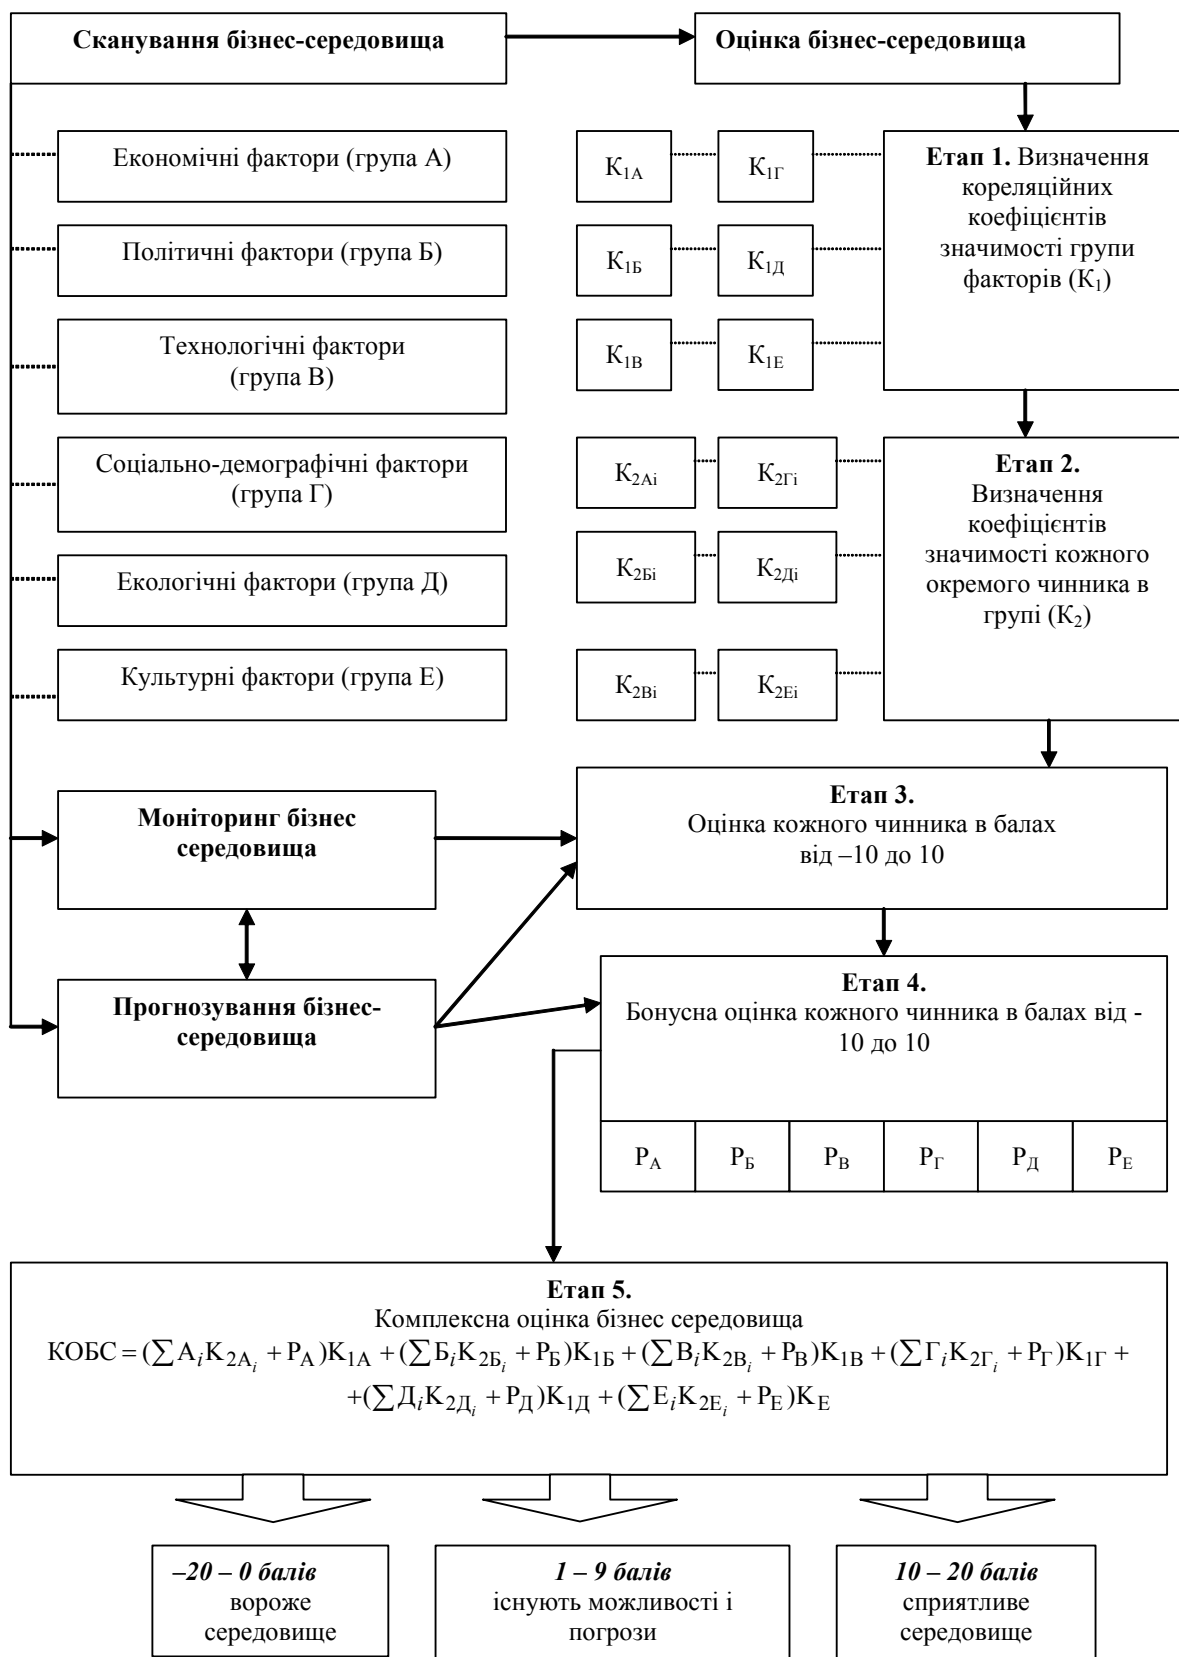 Сканування бізнес-середовища
Оцінка бізнес-середовища
Економічні фактори (група А)
Політичні фактори (група Б)
Технологічні фактори
(група В)
Соціально-демографічні фактори
(група Г)
Екологічні фактори (група Д)
Культурні фактори (група Е)
К1А К1Г
К1Б К1Д
К1В К1Е
Етап 1. Визначення
кореляційних
коефіцієнтів
значимості групи
факторів (К1)
К2Аі К2Гі
К2Бі К2Ді
К2Ві К2Еі
Етап 2.
Визначення
коефіцієнтів
значимості кожного
окремого чинника в
групі (К2)
Моніторинг бізнес
середовища
Прогнозування бізнес-
середовища
Етап 3.
Оцінка кожного чинника в балах
від –10 до 10
Етап 4.
Бонусна оцінка кожного чинника в балах від -
10 до 10
РА РБ РВ РГ РД РЕ
Етап 5.
Комплексна оцінка бізнес середовища
КОБС = (∑АiК2Аi + РА)К1А + (∑БiК2Бi + РБ)К1Б + (∑ВiК2Вi + РВ)К1В + (∑ГiК2Гi + РГ)К1Г +
+(∑ДiК2Дi + РД)К1Д + (∑ЕiК2Еi + РЕ)КЕ
–20 – 0 балів
вороже
середовище
1 – 9 балів
існують можливості і
погрози
10 – 20 балів
сприятливе
середовище